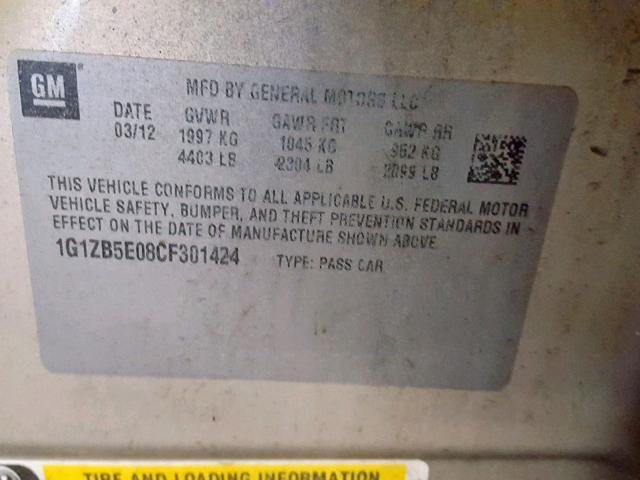 GM
MFD BY GENERAL MOTORS LLC
DATE GVWR GAWR FRT GAWR RR
03/12 1997 KG 1045 KG 952 KG
4403 LB 2304 LB 2099 LB
THIS VEHICLE CONFORMS TO ALL APPLICABLE U.S. FEDERAL MOTOR
VEHICLE SAFETY, BUMPER, AND THEFT PREVENTION STANDARDS IN
EFFECT ON THE DATE OF MANUFACTURE SHOWN ABOVE.
1G1ZB5E08CF301424 TYPE: PASS CAR
TIRE AND LOADING INFORMATION